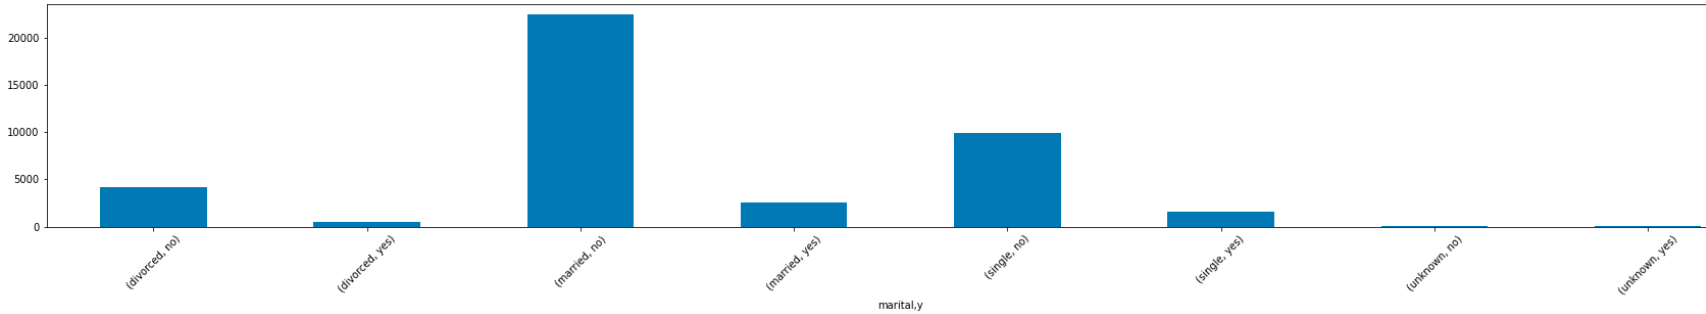 20000
15000
10000
5000
0
(divorced, no)
(divorced, yes)
(married, no)
(married, yes)
(single, no)
(single, yes)
(unknown, no)
(unknown, yes)
marital,y